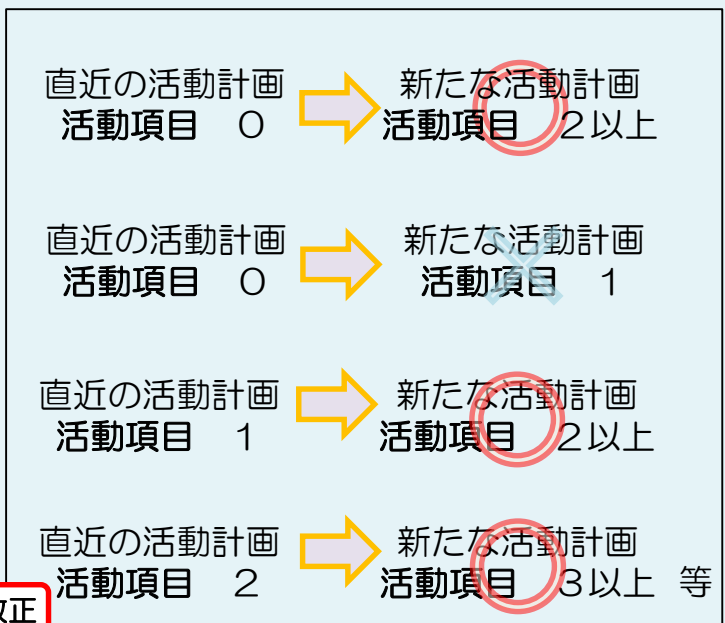 直近の活動計画 新たな活動計画
活動項目 0 活動項目 2以上
直近の活動計画 新たな活動計画
活動項目 0 活動項目 1
直近の活動計画 新たな活動計画
活動項目 1 活動項目 2以上
直近の活動計画 新たな活動計画
活動項目 2 活動項目 3以上 等
改正